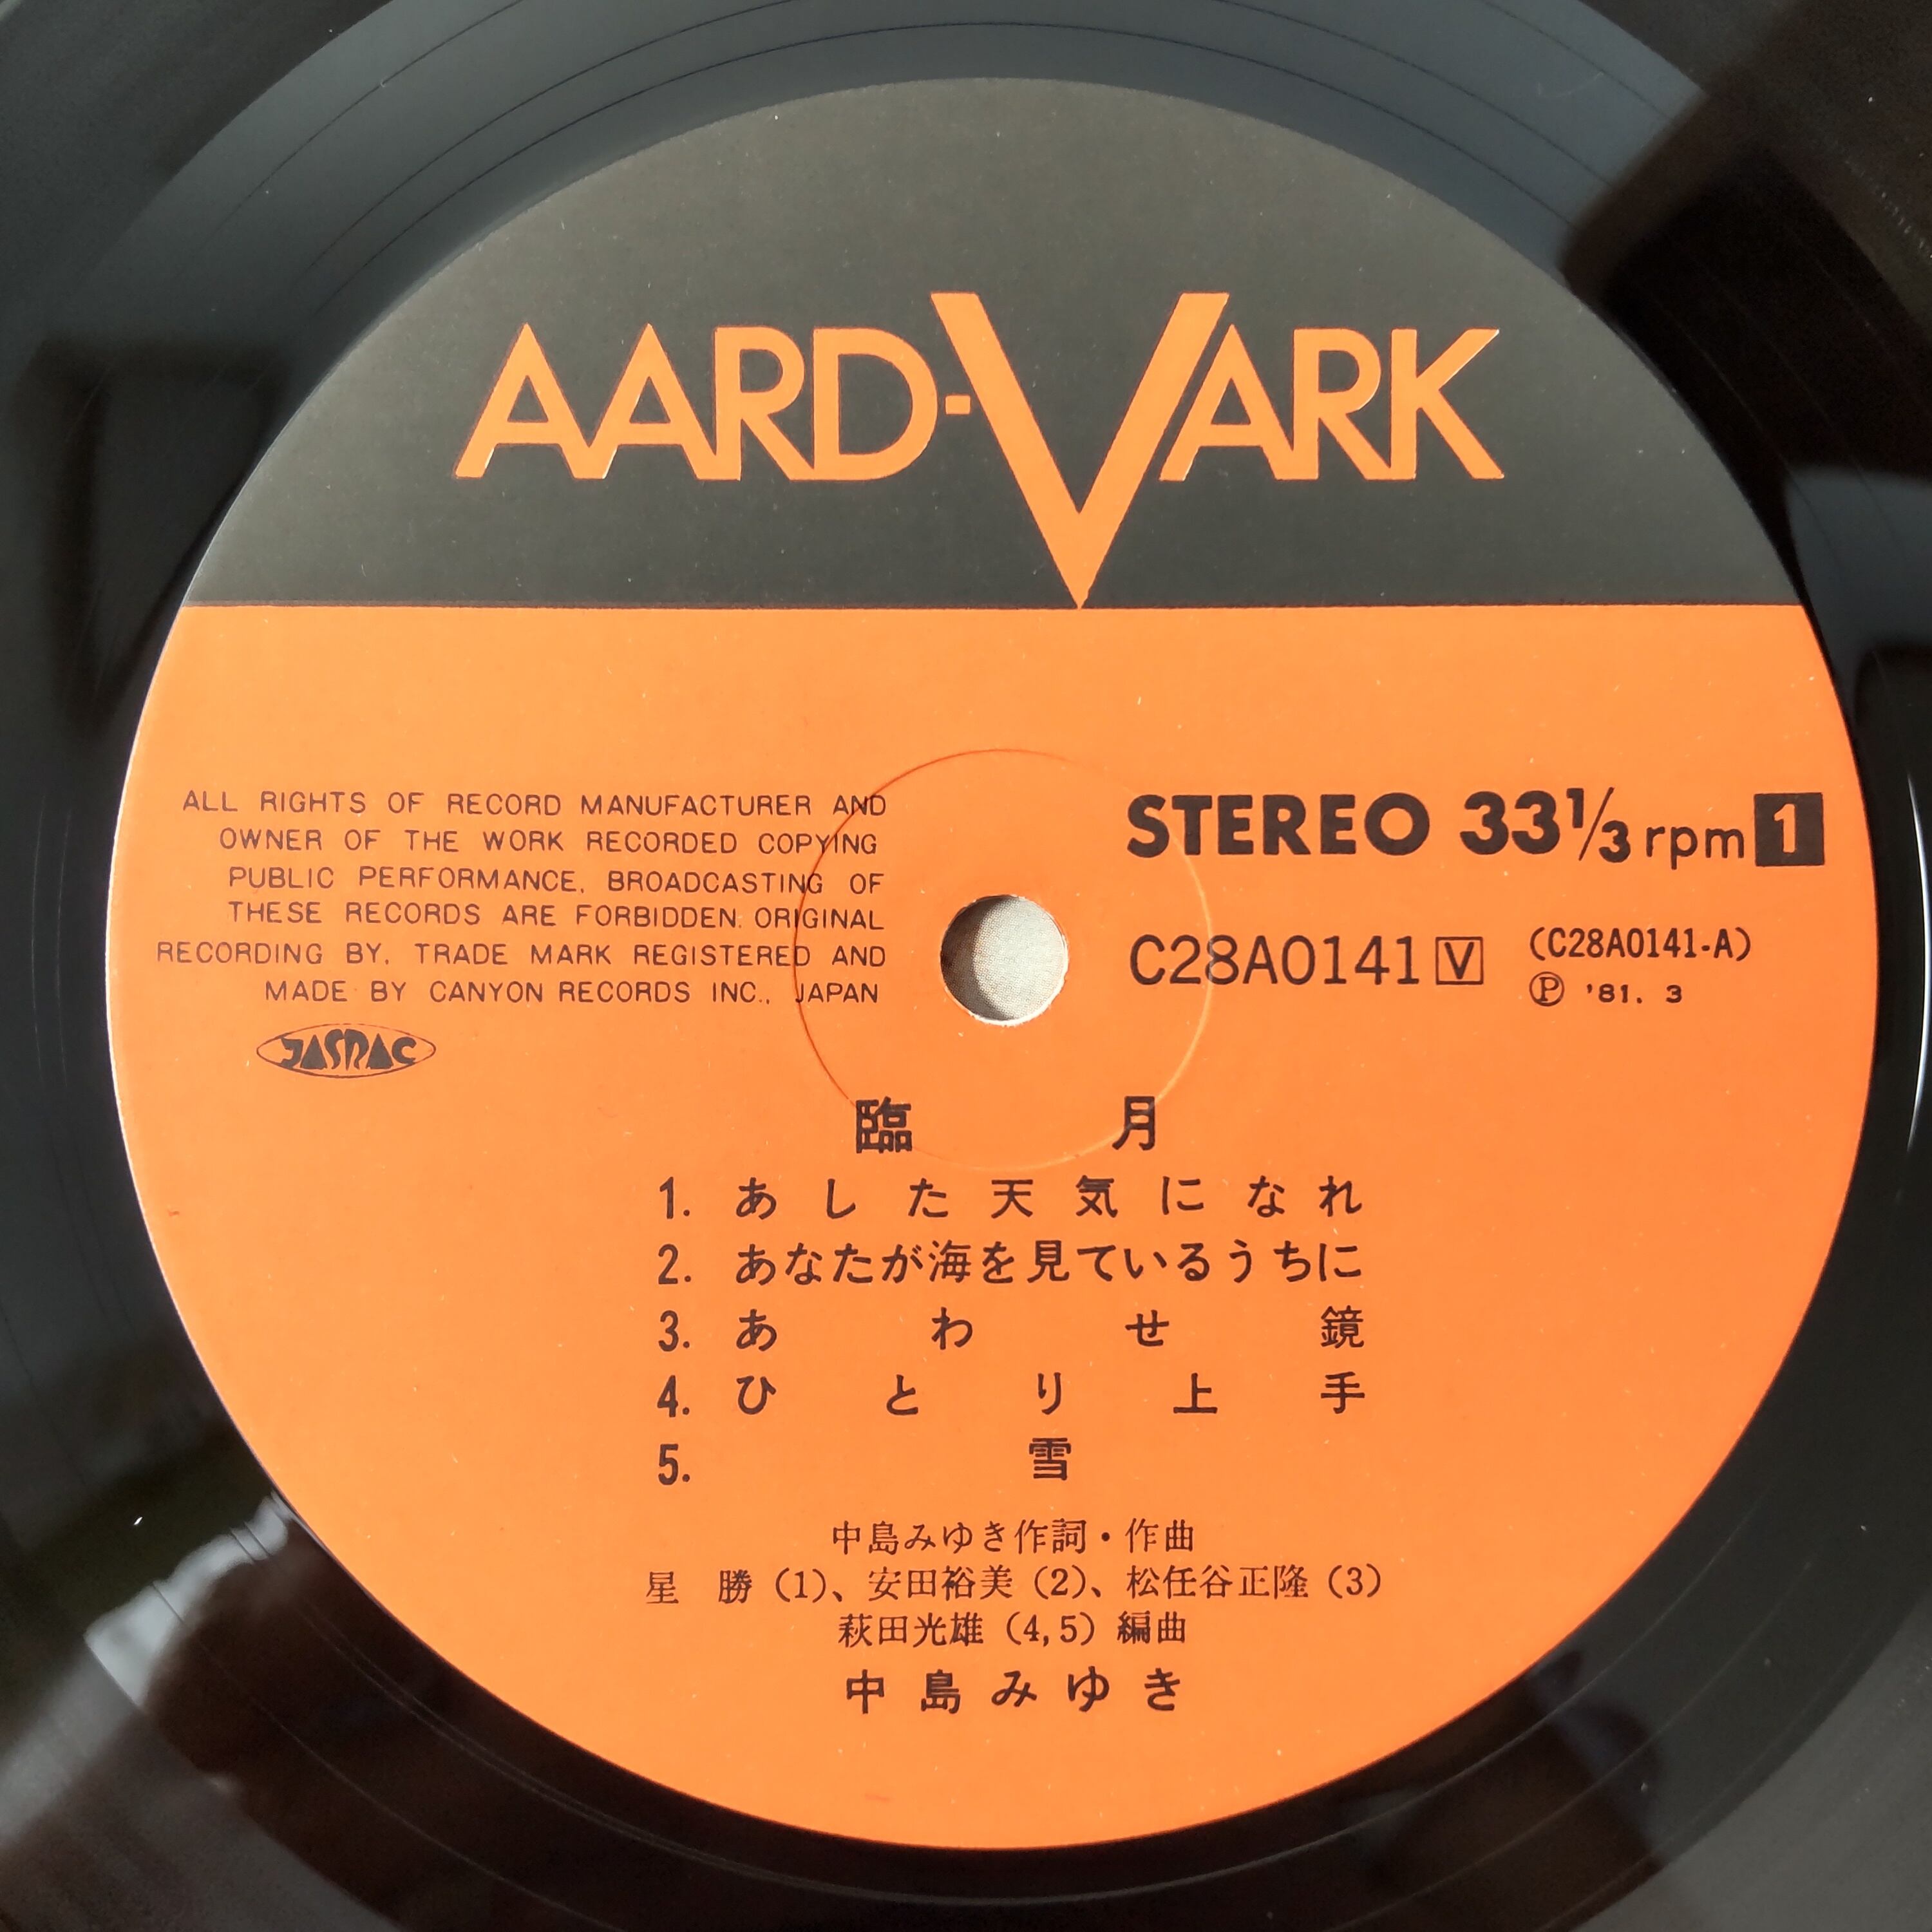 AARD-VARK
ALL RIGHTS OF RECORD MANUFACTURER AND
OWNER OF THE WORK RECORDED COPYING
PUBLIC PERFORMANCE, BROADCASTING OF
THESE RECORDS ARE FORBIDDEN. ORIGINAL
RECORDING BY, TRADE MARK REGISTERED AND
MADE BY CANYON RECORDS INC., JAPAN
JASRAC
STEREO 33 1/3 rpm 1
C28A0141 V (C28A0141-A)
Ⓟ '81. 3
臨月
1. あした天気になれ
2. あなたが海を見ているうちに
3. あわせ鏡
4. ひとり上手
5. 雪
中島みゆき作詞・作曲
星 勝 (1)、安田裕美 (2)、松任谷正隆 (3)
萩田光雄 (4,5) 編曲
中島みゆき